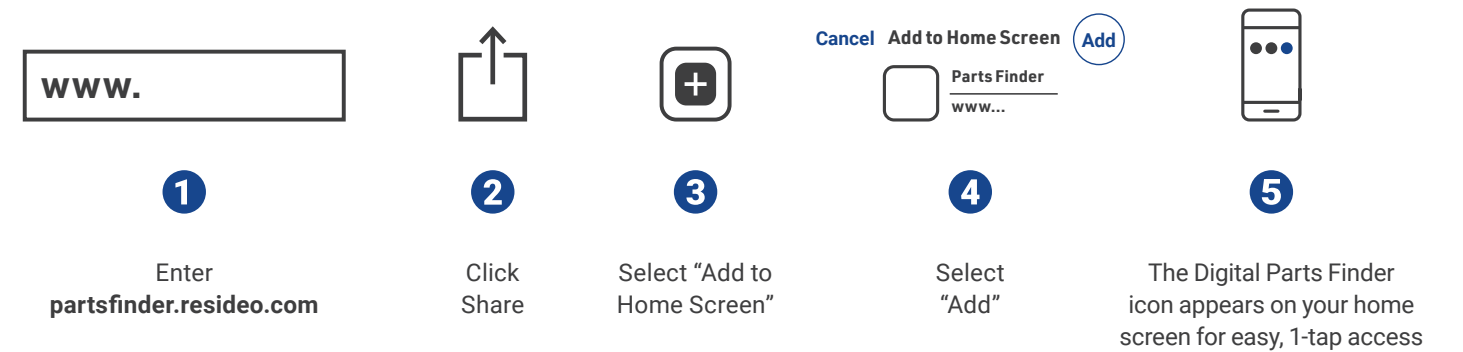 www.
Cancel Add to Home Screen Add
Parts Finder
www...
1
2
3
4
5
Enter
partsfinder.resideo.com
Click
Share
Select “Add to
Home Screen”
Select
“Add”
The Digital Parts Finder
icon appears on your home
screen for easy, 1-tap access